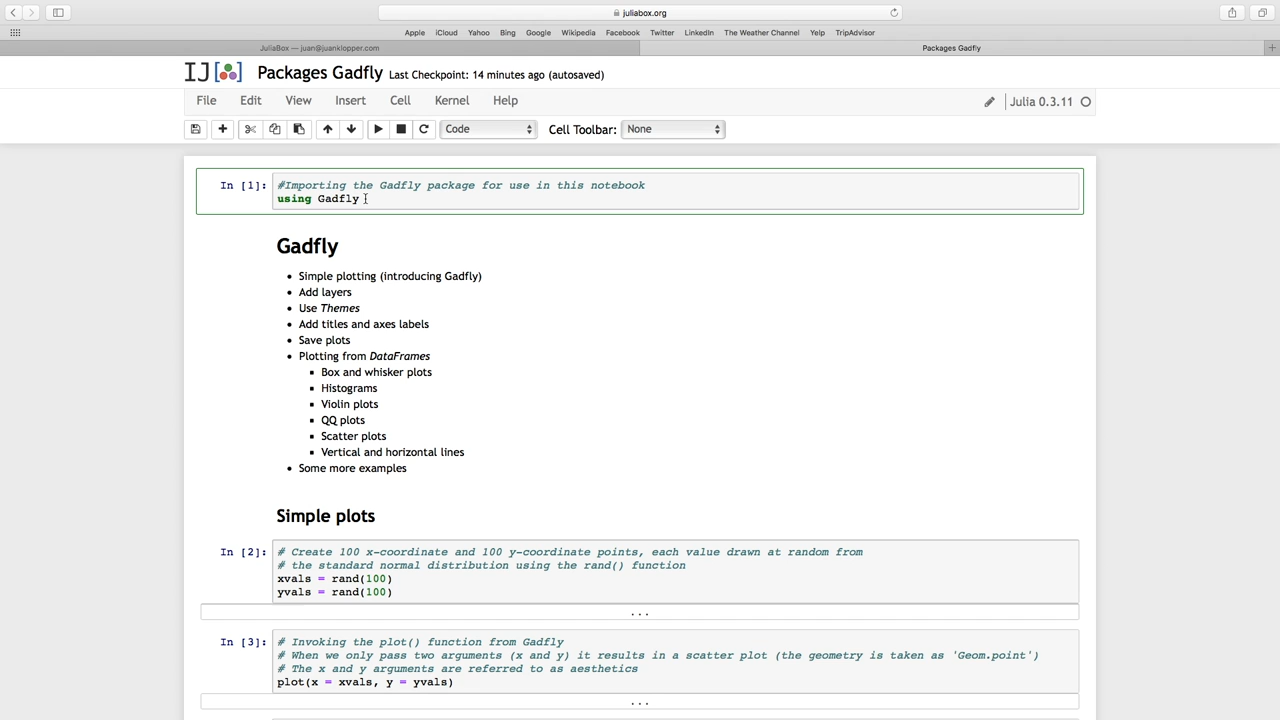 juliabox.org
Apple iCloud Yahoo Bing Google Wikipedia Facebook Twitter LinkedIn The Weather Channel Yelp TripAdvisor
JuliaBox — juan@juanklopper.com
Packages Gadfly
IJ[ ] Packages Gadfly Last Checkpoint: 14 minutes ago (autosaved)
File Edit View Insert Cell Kernel Help Julia 0.3.11
Code Cell Toolbar: None
In [1]: #Importing the Gadfly package for use in this notebook
using Gadfly
Gadfly
• Simple plotting (introducing Gadfly)
• Add layers
• Use Themes
• Add titles and axes labels
• Save plots
• Plotting from DataFrames
▪ Box and whisker plots
▪ Histograms
▪ Violin plots
▪ QQ plots
▪ Scatter plots
▪ Vertical and horizontal lines
• Some more examples
Simple plots
In [2]: # Create 100 x-coordinate and 100 y-coordinate points, each value drawn at random from
# the standard normal distribution using the rand() function
xvals = rand(100)
yvals = rand(100)
...
In [3]: # Invoking the plot() function from Gadfly
# When we only pass two arguments (x and y) it results in a scatter plot (the geometry is taken as 'Geom.point')
# The x and y arguments are referred to as aesthetics
plot(x = xvals, y = yvals)
...